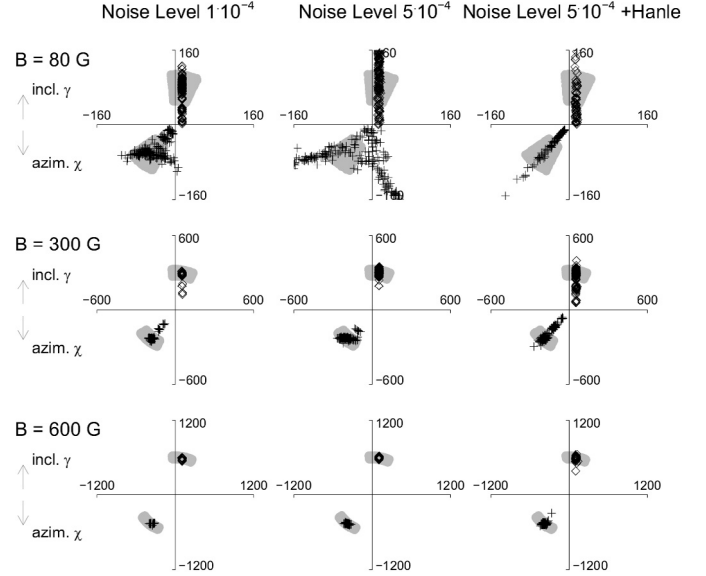 Noise Level 1·10⁻⁴ Noise Level 5·10⁻⁴ Noise Level 5·10⁻⁴ +Hanle
B = 80 G
160 160 160
incl. γ
−160 160 −160 160 −160 160
azim. χ
−160 −160 −160
B = 300 G
600 600 600
incl. γ
−600 600 −600 600 −600 600
azim. χ
−600 −600 −600
B = 600 G
1200 1200 1200
incl. γ
−1200 1200 −1200 1200 −1200 1200
azim. χ
−1200 −1200 −1200